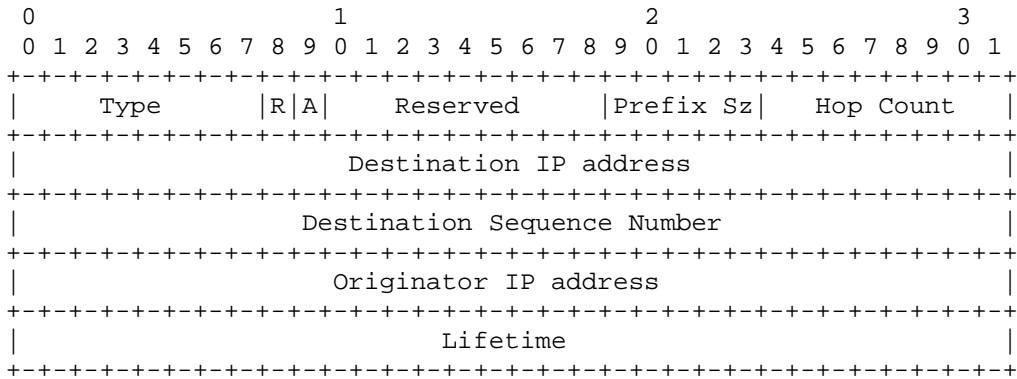 0                   1                   2                   3
 0 1 2 3 4 5 6 7 8 9 0 1 2 3 4 5 6 7 8 9 0 1 2 3 4 5 6 7 8 9 0 1
+-+-+-+-+-+-+-+-+-+-+-+-+-+-+-+-+-+-+-+-+-+-+-+-+-+-+-+-+-+-+-+-+
|     Type      |R|A|    Reserved     |Prefix Sz|   Hop Count   |
+-+-+-+-+-+-+-+-+-+-+-+-+-+-+-+-+-+-+-+-+-+-+-+-+-+-+-+-+-+-+-+-+
|                     Destination IP address                    |
+-+-+-+-+-+-+-+-+-+-+-+-+-+-+-+-+-+-+-+-+-+-+-+-+-+-+-+-+-+-+-+-+
|                  Destination Sequence Number                  |
+-+-+-+-+-+-+-+-+-+-+-+-+-+-+-+-+-+-+-+-+-+-+-+-+-+-+-+-+-+-+-+-+
|                    Originator IP address                      |
+-+-+-+-+-+-+-+-+-+-+-+-+-+-+-+-+-+-+-+-+-+-+-+-+-+-+-+-+-+-+-+-+
|                           Lifetime                            |
+-+-+-+-+-+-+-+-+-+-+-+-+-+-+-+-+-+-+-+-+-+-+-+-+-+-+-+-+-+-+-+-+